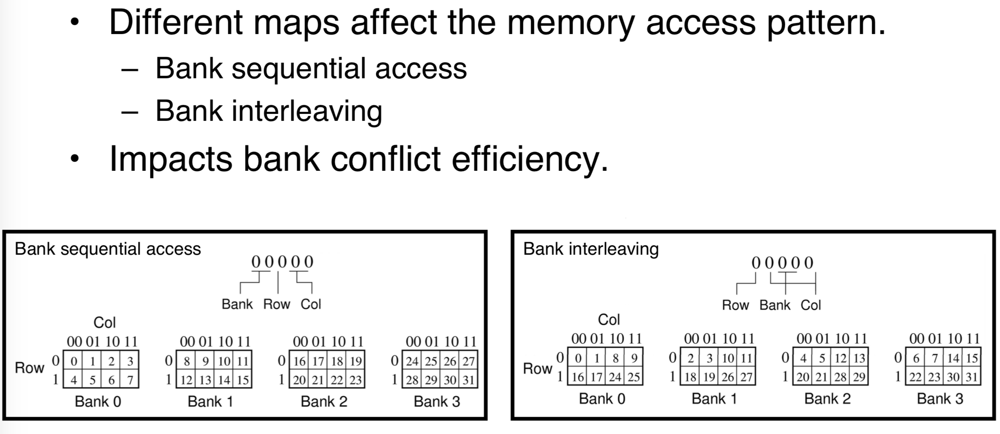 • Different maps affect the memory access pattern.
– Bank sequential access
– Bank interleaving
• Impacts bank conflict efficiency.
Bank sequential access
0 0 0 0 0
Bank Row Col
Col
00 01 10 11 00 01 10 11 00 01 10 11 00 01 10 11
Row 0 0 1 2 3 0 8 9 10 11 0 16 17 18 19 0 24 25 26 27
1 4 5 6 7 1 12 13 14 15 1 20 21 22 23 1 28 29 30 31
Bank 0 Bank 1 Bank 2 Bank 3
Bank interleaving
0 0 0 0 0
Row Bank Col
Col
00 01 10 11 00 01 10 11 00 01 10 11 00 01 10 11
Row 0 0 1 8 9 0 2 3 10 11 0 4 5 12 13 0 6 7 14 15
1 16 17 24 25 1 18 19 26 27 1 20 21 28 29 1 22 23 30 31
Bank 0 Bank 1 Bank 2 Bank 3